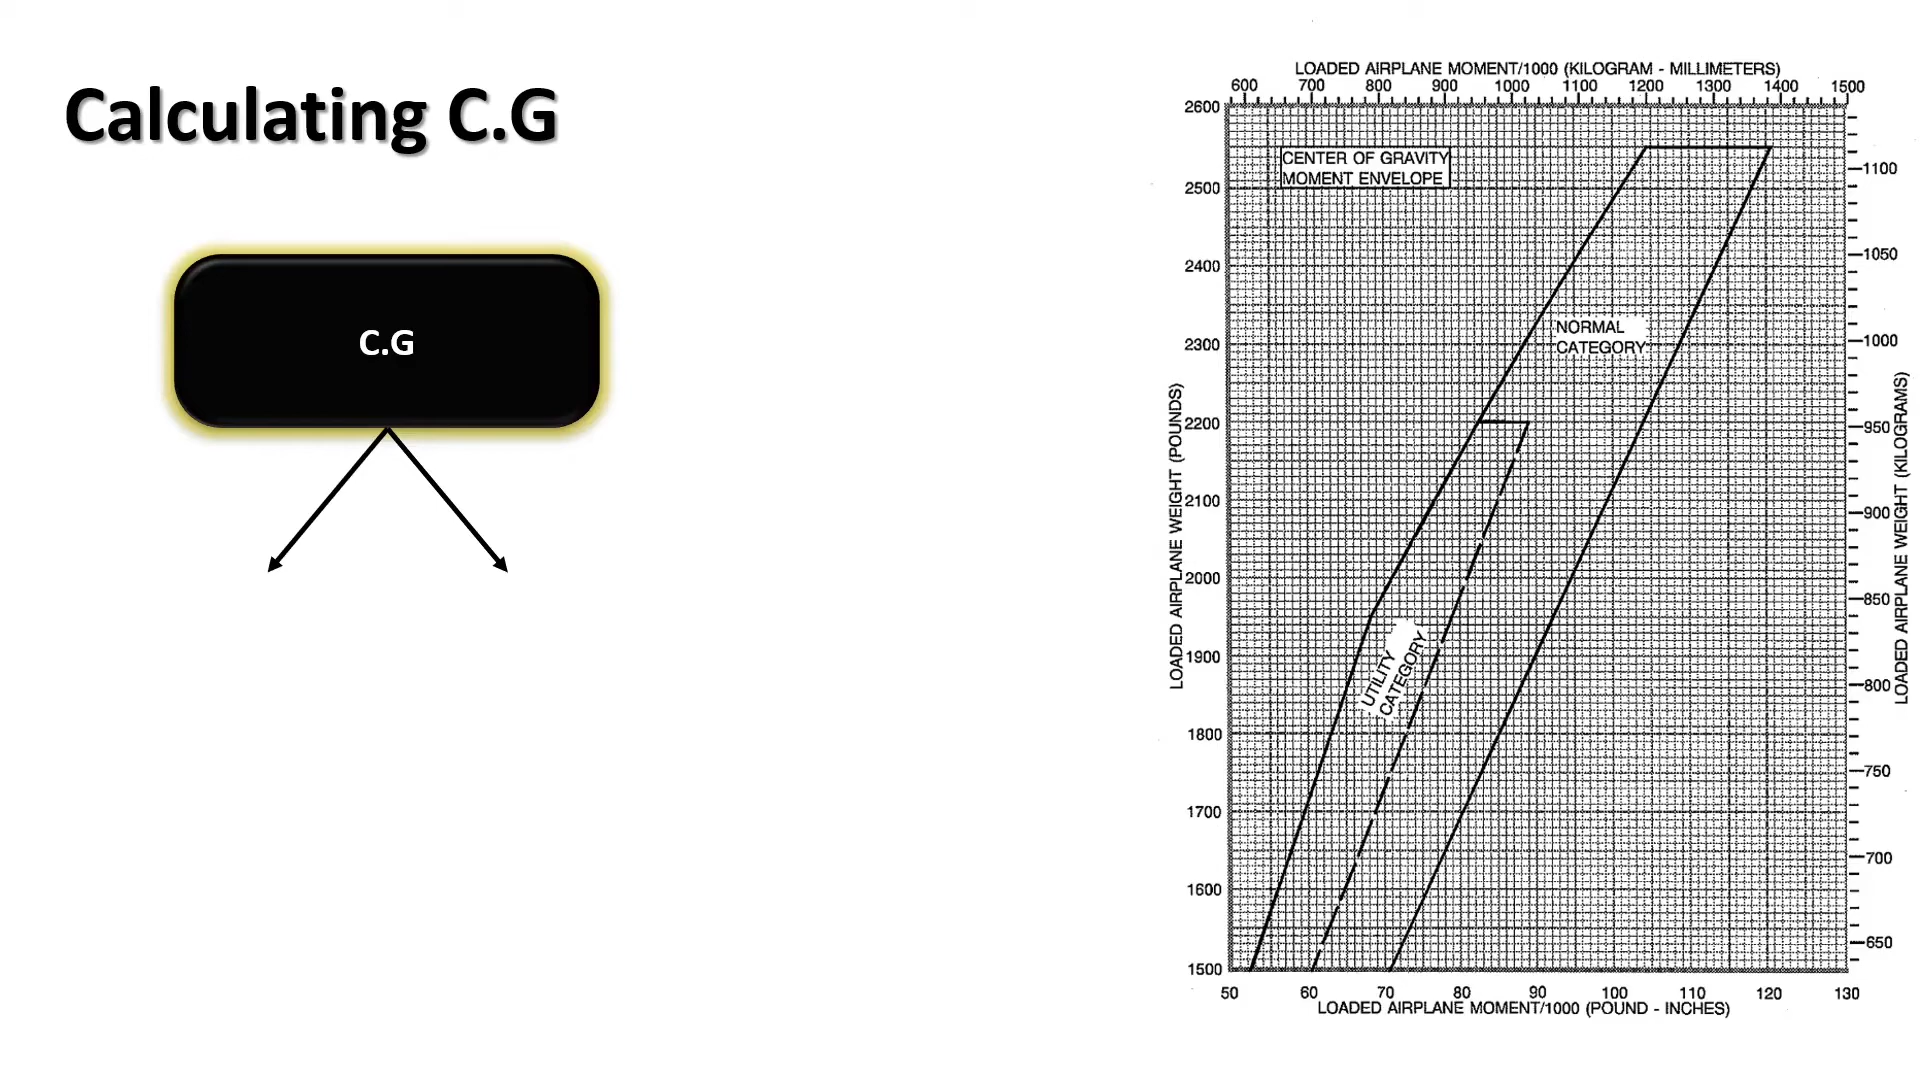 Calculating C.G
C.G
LOADED AIRPLANE MOMENT/1000 (KILOGRAM - MILLIMETERS)
600 700 800 900 1000 1100 1200 1300 1400 1500
CENTER OF GRAVITY
MOMENT ENVELOPE
NORMAL
CATEGORY
UTILITY
CATEGORY
LOADED AIRPLANE WEIGHT (POUNDS)
2600
2500
2400
2300
2200
2100
2000
1900
1800
1700
1600
1500
1100
1050
1000
950
900
850
800
750
700
650
LOADED AIRPLANE WEIGHT (KILOGRAMS)
50 60 70 80 90 100 110 120 130
LOADED AIRPLANE MOMENT/1000 (POUND - INCHES)